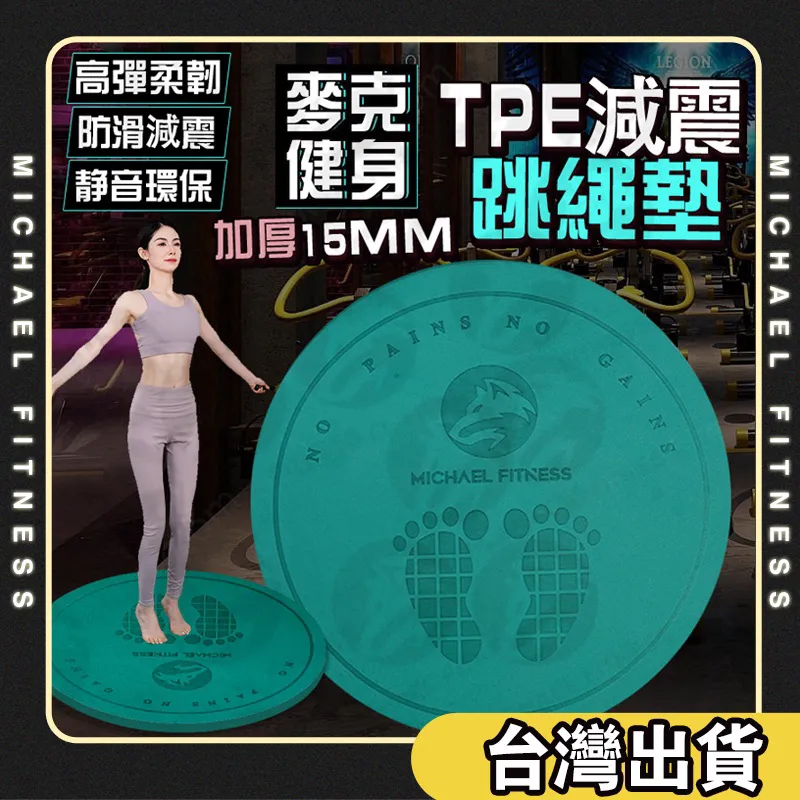 高彈柔韌
防滑減震
静音環保
麥克
健身
TPE減震
跳繩墊
加厚15MM
LEGION
MICHAEL FITNESS
MICHAEL FITNESS
NO PAINS NO GAINS
MICHAEL FITNESS
MICHAEL FITNESS
NO PAINS NO GAINS
台灣出貨